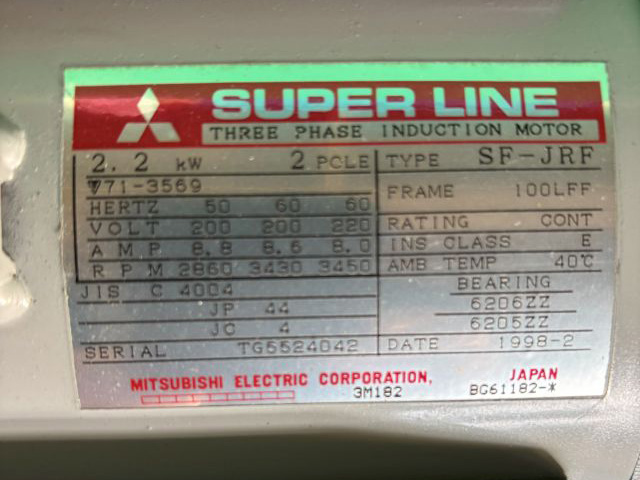 SUPER LINE
THREE PHASE INDUCTION MOTOR
2.2 kW 2 POLE TYPE SF-JRF
771-3569 FRAME 100LFF
HERTZ 50 60 60
VOLT 200 200 220 RATING CONT
AMP 8.8 8.6 8.0 INS CLASS E
RPM 2860 3430 3450 AMB TEMP 40℃
JIS C 4004 BEARING
JP 44 6206ZZ
JC 4 6205ZZ
SERIAL TG5524042 DATE 1998-2
MITSUBISHI ELECTRIC CORPORATION, JAPAN
3M182 BG61182-*